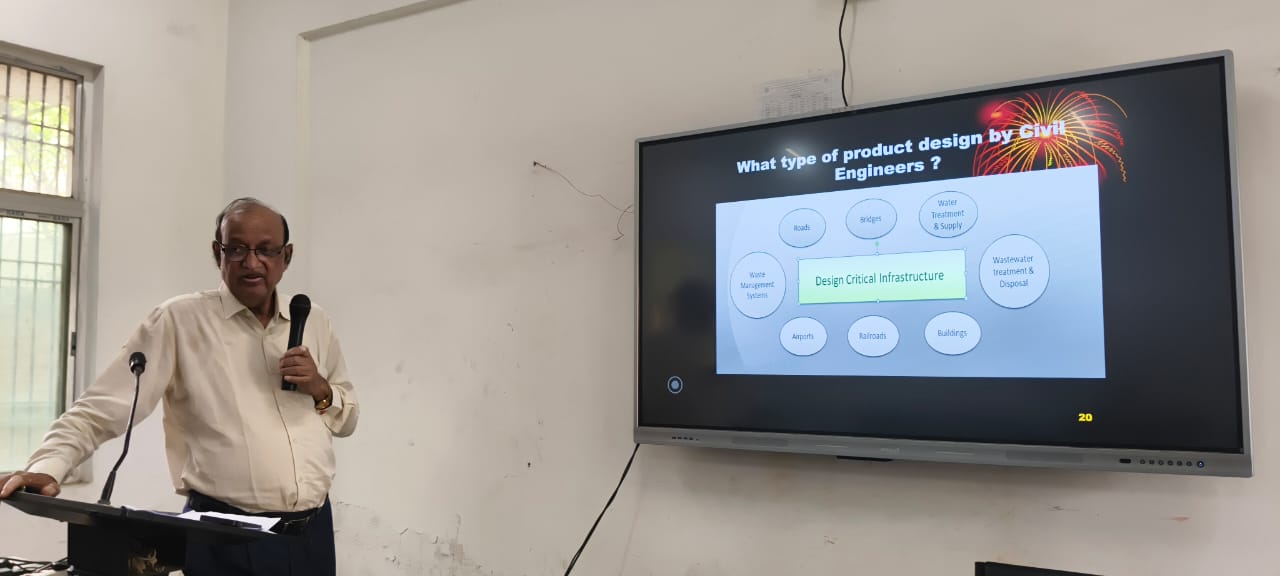 What type of product design by Civil
Engineers ?
Roads
Bridges
Water
Treatment
& Supply
Waste
Management
Systems
Design Critical Infrastructure
Wastewater
Treatment &
Disposal
Airports
Railroads
Buildings
20